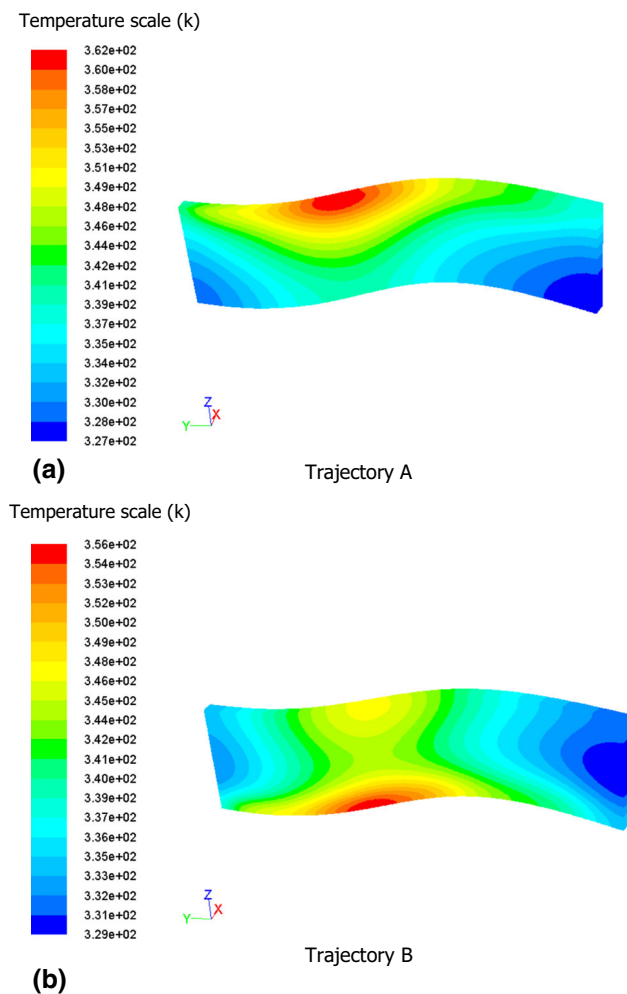 Temperature scale (k)
3.62e+02
3.60e+02
3.58e+02
3.57e+02
3.55e+02
3.53e+02
3.51e+02
3.49e+02
3.48e+02
3.46e+02
3.44e+02
3.42e+02
3.41e+02
3.39e+02
3.37e+02
3.35e+02
3.34e+02
3.32e+02
3.30e+02
3.28e+02
3.27e+02
Z
X
Y
(a)
Trajectory A
Temperature scale (k)
3.56e+02
3.54e+02
3.53e+02
3.52e+02
3.50e+02
3.49e+02
3.48e+02
3.46e+02
3.45e+02
3.44e+02
3.42e+02
3.41e+02
3.40e+02
3.38e+02
3.37e+02
3.36e+02
3.35e+02
3.33e+02
3.32e+02
3.31e+02
3.29e+02
Z
X
Y
Trajectory B
(b)